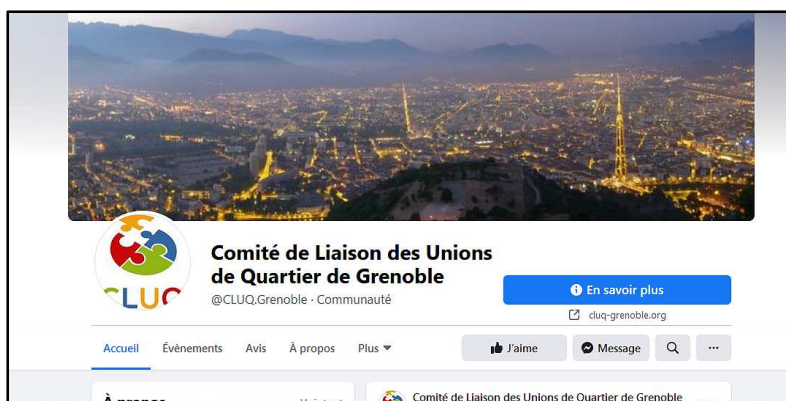 CLUQ
Comité de Liaison des Unions
de Quartier de Grenoble
@CLUQ.Grenoble · Communauté
En savoir plus
cluq-grenoble.org
Accueil Évènements Avis À propos Plus
J'aime Message ...
À propos
Comité de Liaison des Unions de Quartier de Grenoble